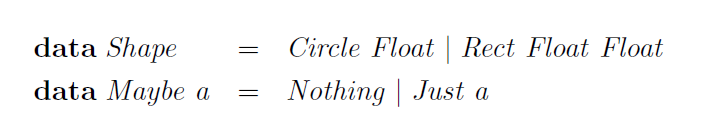 data Shape = Circle Float | Rect Float Float
data Maybe a = Nothing | Just a